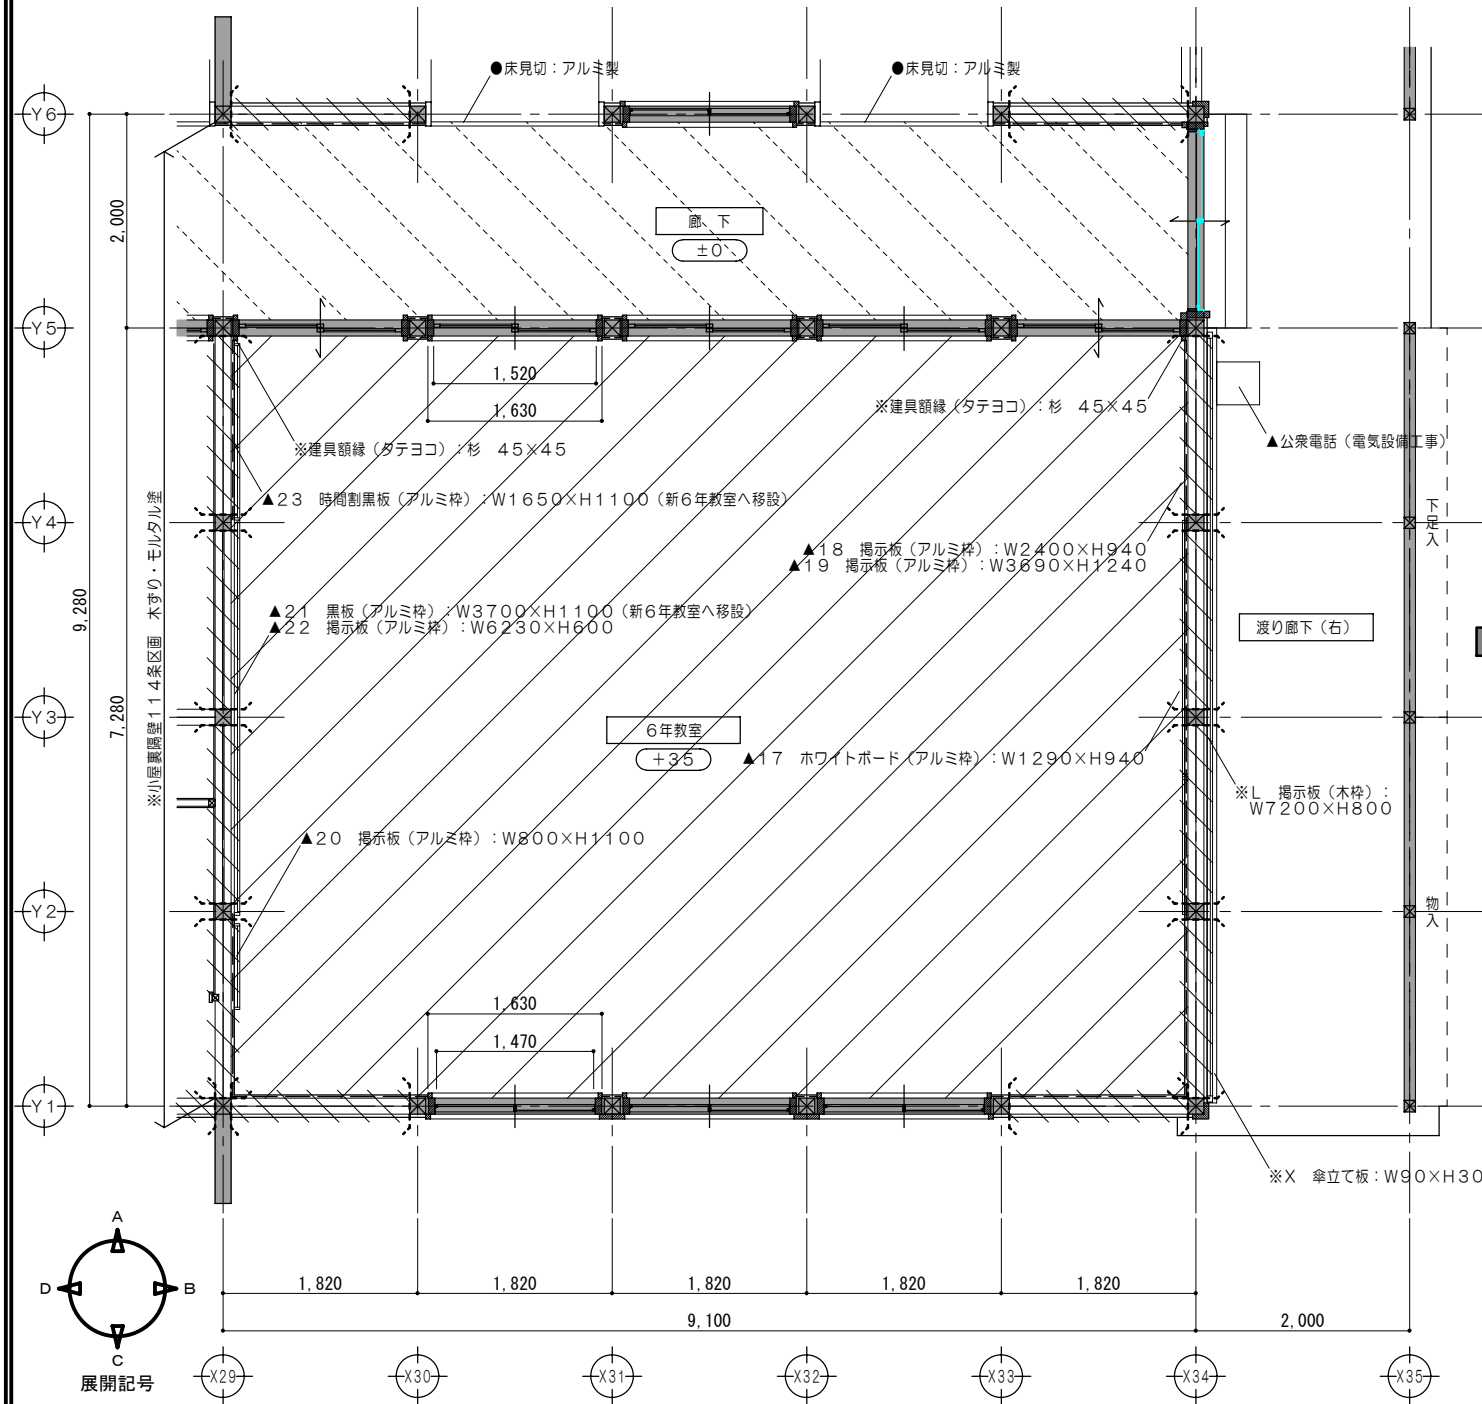 ●床見切：アルミ製
●床見切：アルミ製
Y6
2,000
廊　下
±0
Y5
1,520
1,630
※建具額縁（タテヨコ）：杉　45×45
※建具額縁（タテヨコ）：杉　45×45
▲公衆電話（電気設備工事）
▲23　時間割黒板（アルミ枠）：W1650×H1100（新6年教室へ移設）
下足入
Y4
▲18　掲示板（アルミ枠）：W2400×H940
▲19　掲示板（アルミ枠）：W3690×H1240
9,280
※小屋裏隔壁114条区画　木ずり・モルタル塗
▲21　黒板（アルミ枠）：W3700×H1100（新6年教室へ移設）
▲22　掲示板（アルミ枠）：W6230×H600
渡り廊下（右）
7,280
Y3
6年教室
+35
▲17　ホワイトボード（アルミ枠）：W1290×H940
※L　掲示板（木枠）：
W7200×H800
▲20　掲示板（アルミ枠）：W800×H1100
Y2
物入
1,630
1,470
Y1
※X　傘立て板：W90×H30
A
D
B
C
展開記号
1,820
1,820
1,820
1,820
1,820
9,100
2,000
X29
X30
X31
X32
X33
X34
X35